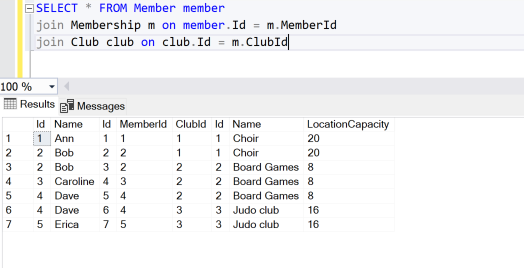 SELECT * FROM Member member
join Membership m on member.Id = m.MemberId
join Club club on club.Id = m.ClubId
100 %
Results Messages
Id Name Id MemberId ClubId Id Name LocationCapacity
1 1 Ann 1 1 1 1 Choir 20
2 2 Bob 2 2 1 1 Choir 20
3 2 Bob 3 2 2 2 Board Games 8
4 3 Caroline 4 3 2 2 Board Games 8
5 4 Dave 5 4 2 2 Board Games 8
6 4 Dave 6 4 3 3 Judo club 16
7 5 Erica 7 5 3 3 Judo club 16